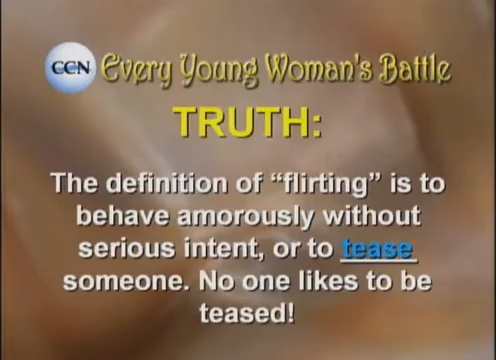 CCN Every Young Woman's Battle
TRUTH:
The definition of “flirting” is to
behave amorously without
serious intent, or to tease
someone. No one likes to be
teased!